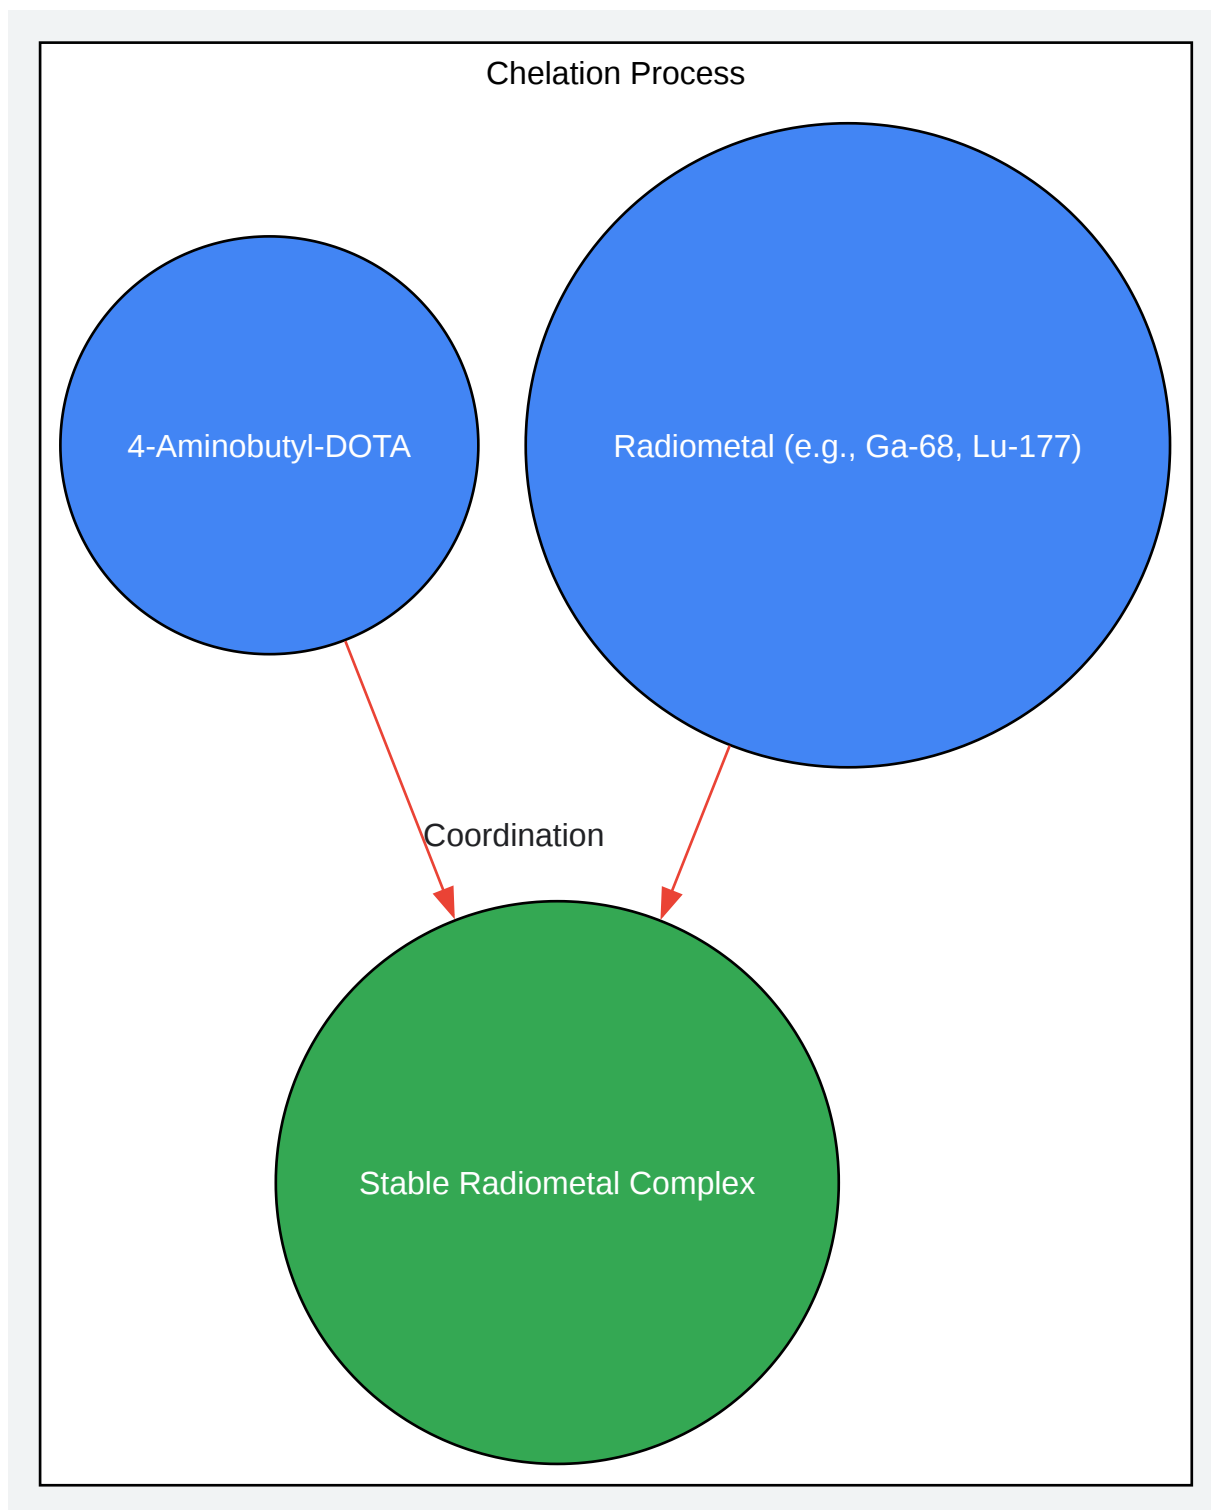 Chelation Process
4-Aminobutyl-DOTA
Radiometal (e.g., Ga-68, Lu-177)
Coordination
Stable Radiometal Complex